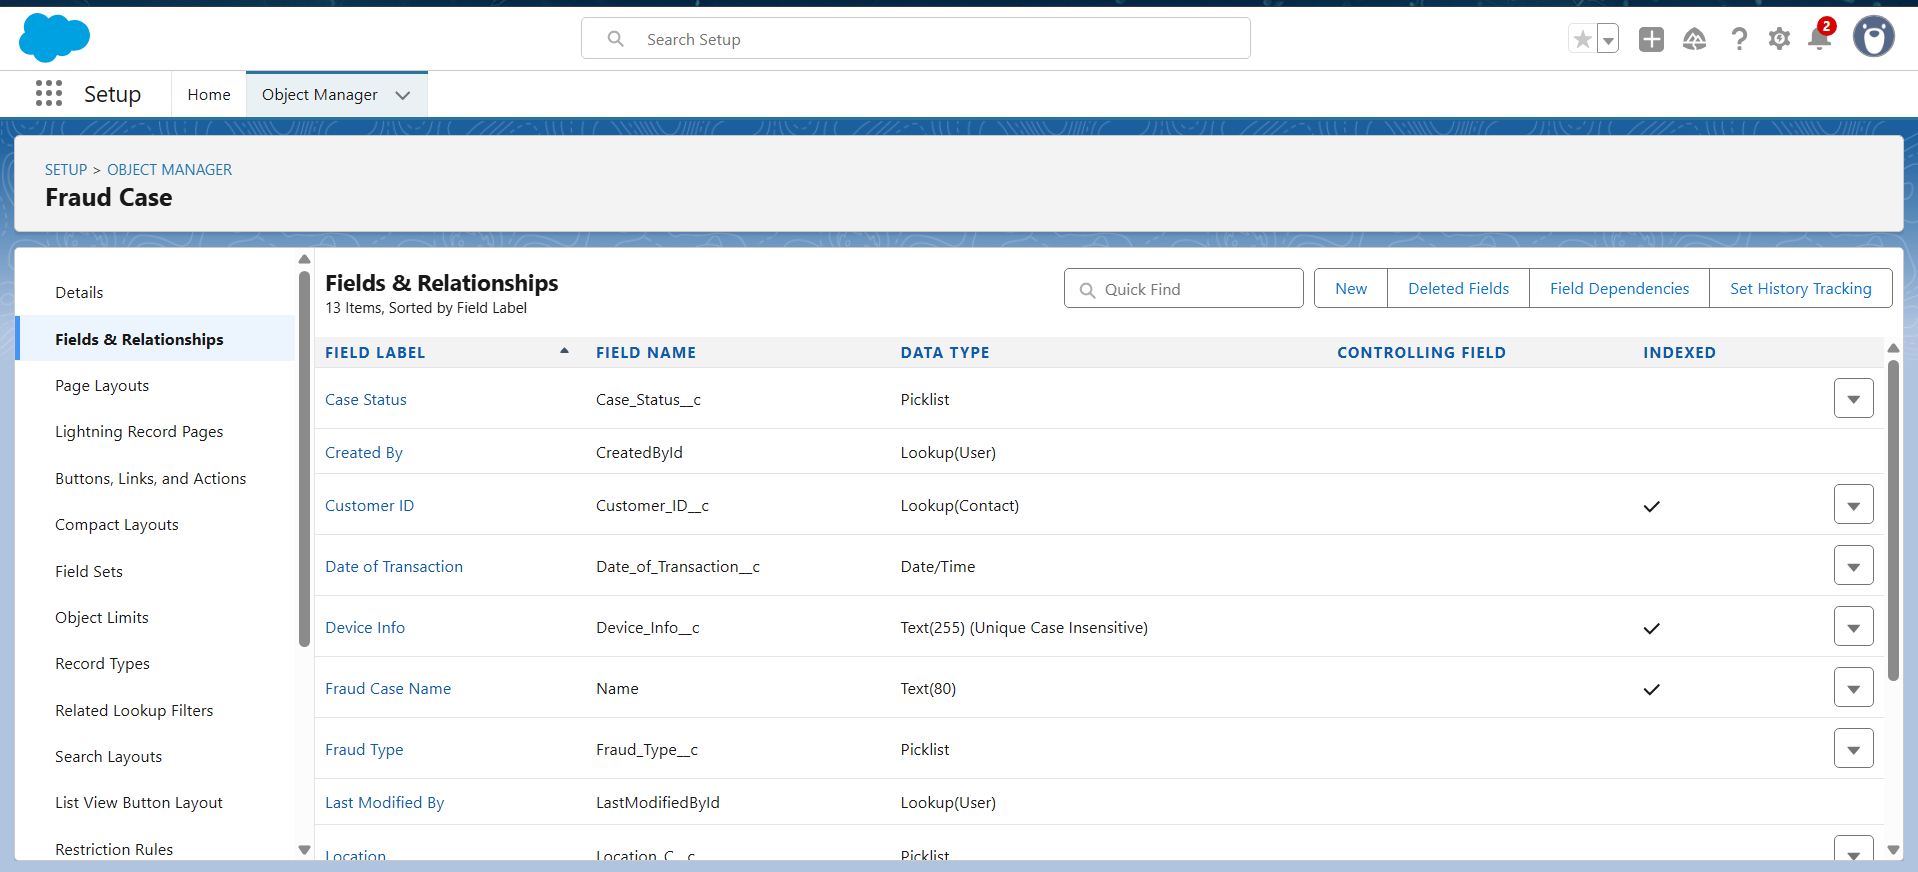 Search Setup
2
Setup
Home
Object Manager
SETUP > OBJECT MANAGER
Fraud Case
Details
Fields & Relationships
Page Layouts
Lightning Record Pages
Buttons, Links, and Actions
Compact Layouts
Field Sets
Object Limits
Record Types
Related Lookup Filters
Search Layouts
List View Button Layout
Restriction Rules
Fields & Relationships
13 Items, Sorted by Field Label
Quick Find
New
Deleted Fields
Field Dependencies
Set History Tracking
FIELD LABEL FIELD NAME DATA TYPE CONTROLLING FIELD INDEXED
Case Status Case_Status__c Picklist
Created By CreatedById Lookup(User)
Customer ID Customer_ID__c Lookup(Contact)
Date of Transaction Date_of_Transaction__c Date/Time
Device Info Device_Info__c Text(255) (Unique Case Insensitive)
Fraud Case Name Name Text(80)
Fraud Type Fraud_Type__c Picklist
Last Modified By LastModifiedById Lookup(User)
Location Location_C__c Picklist